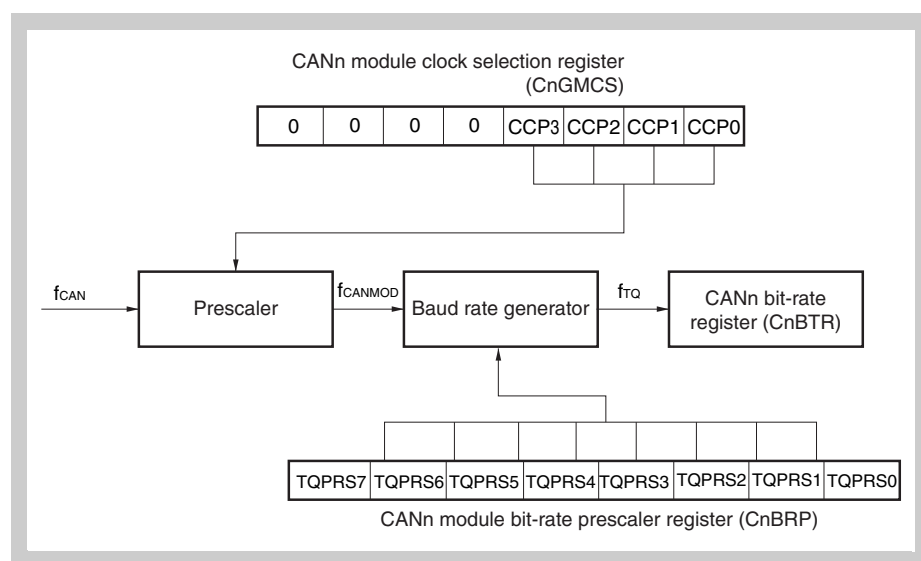 CANn module clock selection register
(CnGMCS)
0 0 0 0 CCP3 CCP2 CCP1 CCP0
fCAN
Prescaler
fCANMOD
Baud rate generator
fTQ
CANn bit-rate
register (CnBTR)
TQPRS7 TQPRS6 TQPRS5 TQPRS4 TQPRS3 TQPRS2 TQPRS1 TQPRS0
CANn module bit-rate prescaler register (CnBRP)